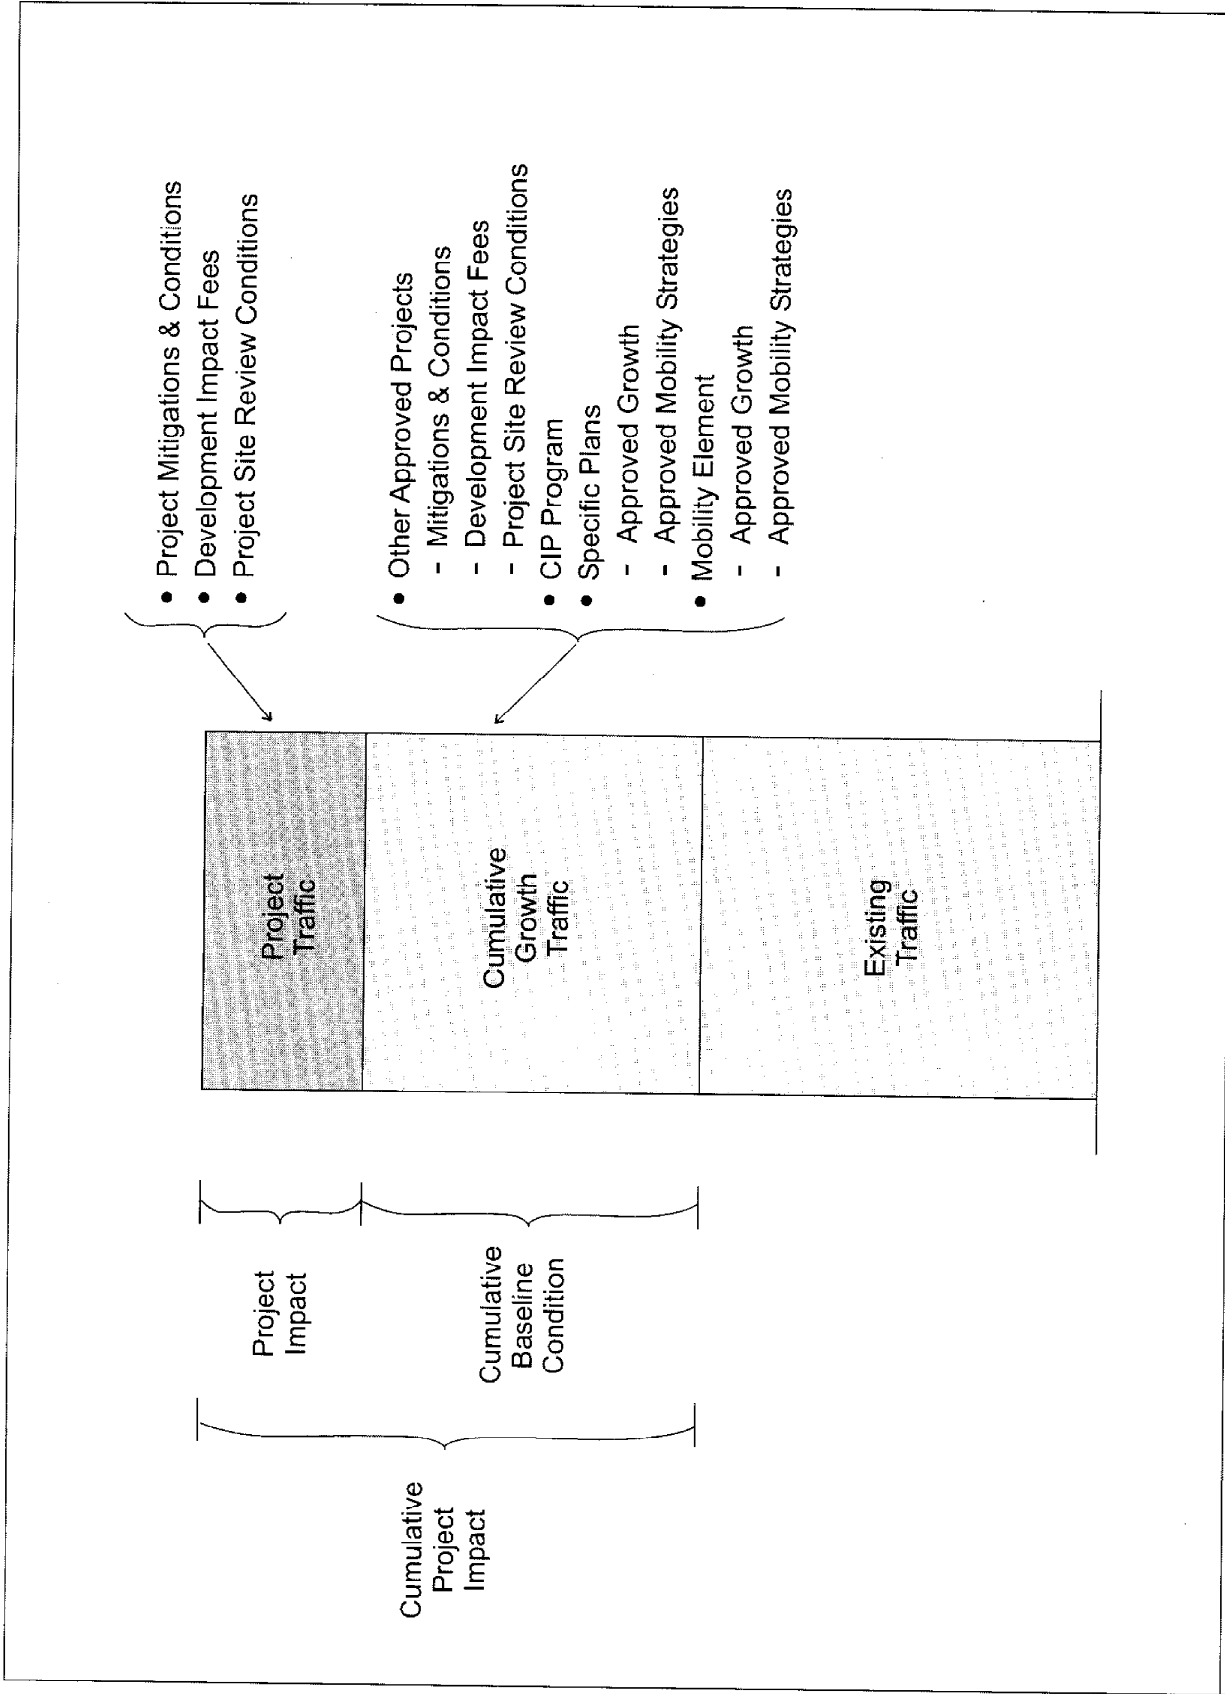 Cumulative
Project
Impact
Project
Impact
Cumulative
Baseline
Condition
Project
Traffic
Cumulative
Growth
Traffic
Existing
Traffic
● Project Mitigations & Conditions
● Development Impact Fees
● Project Site Review Conditions
● Other Approved Projects
- Mitigations & Conditions
- Development Impact Fees
- Project Site Review Conditions
● CIP Program
● Specific Plans
- Approved Growth
- Approved Mobility Strategies
● Mobility Element
- Approved Growth
- Approved Mobility Strategies